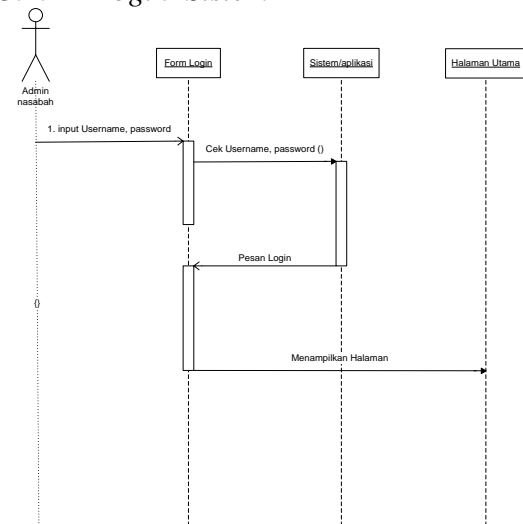 Form Login
Sistem/aplikasi
Halaman Utama
Admin
nasabah
1. input Username, password
Cek Username, password ()
Pesan Login
{}
Menampilkan Halaman